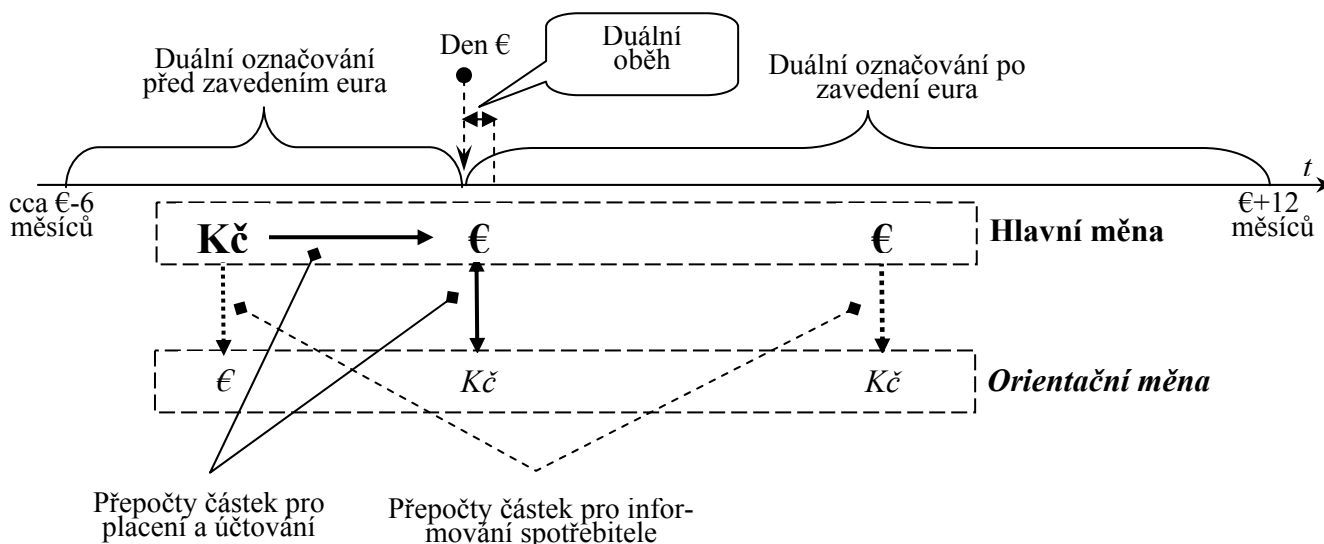 Duální označování
před zavedením eura
Den €
Duální
oběh
Duální označování po
zavedení eura
t
cca €-6
měsíců
€+12
měsíců
Kč
€
€
Hlavní měna
€
Kč
Kč
Orientační měna
Přepočty částek pro
placení a účtování
Přepočty částek pro infor-
mování spotřebitele